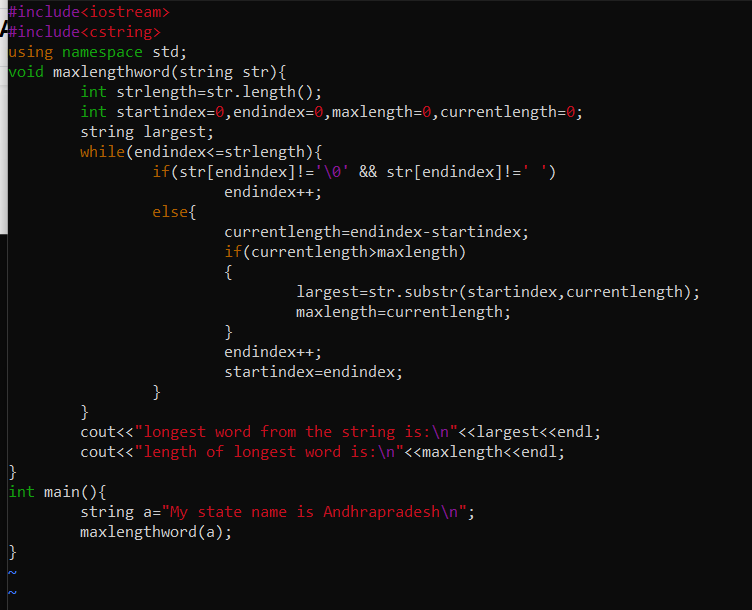 #include<iostream>
#include<cstring>
using namespace std;
void maxlengthword(string str){
        int strlength=str.length();
        int startindex=0,endindex=0,maxlength=0,currentlength=0;
        string largest;
        while(endindex<=strlength){
                if(str[endindex]!='\0' && str[endindex]!=' ')
                        endindex++;
                else{
                        currentlength=endindex-startindex;
                        if(currentlength>maxlength)
                        {
                                largest=str.substr(startindex,currentlength);
                                maxlength=currentlength;
                        }
                        endindex++;
                        startindex=endindex;
                }
        }
        cout<<"longest word from the string is:\n"<<largest<<endl;
        cout<<"length of longest word is:\n"<<maxlength<<endl;
}
int main(){
        string a="My state name is Andhrapradesh\n";
        maxlengthword(a);
}
~
~